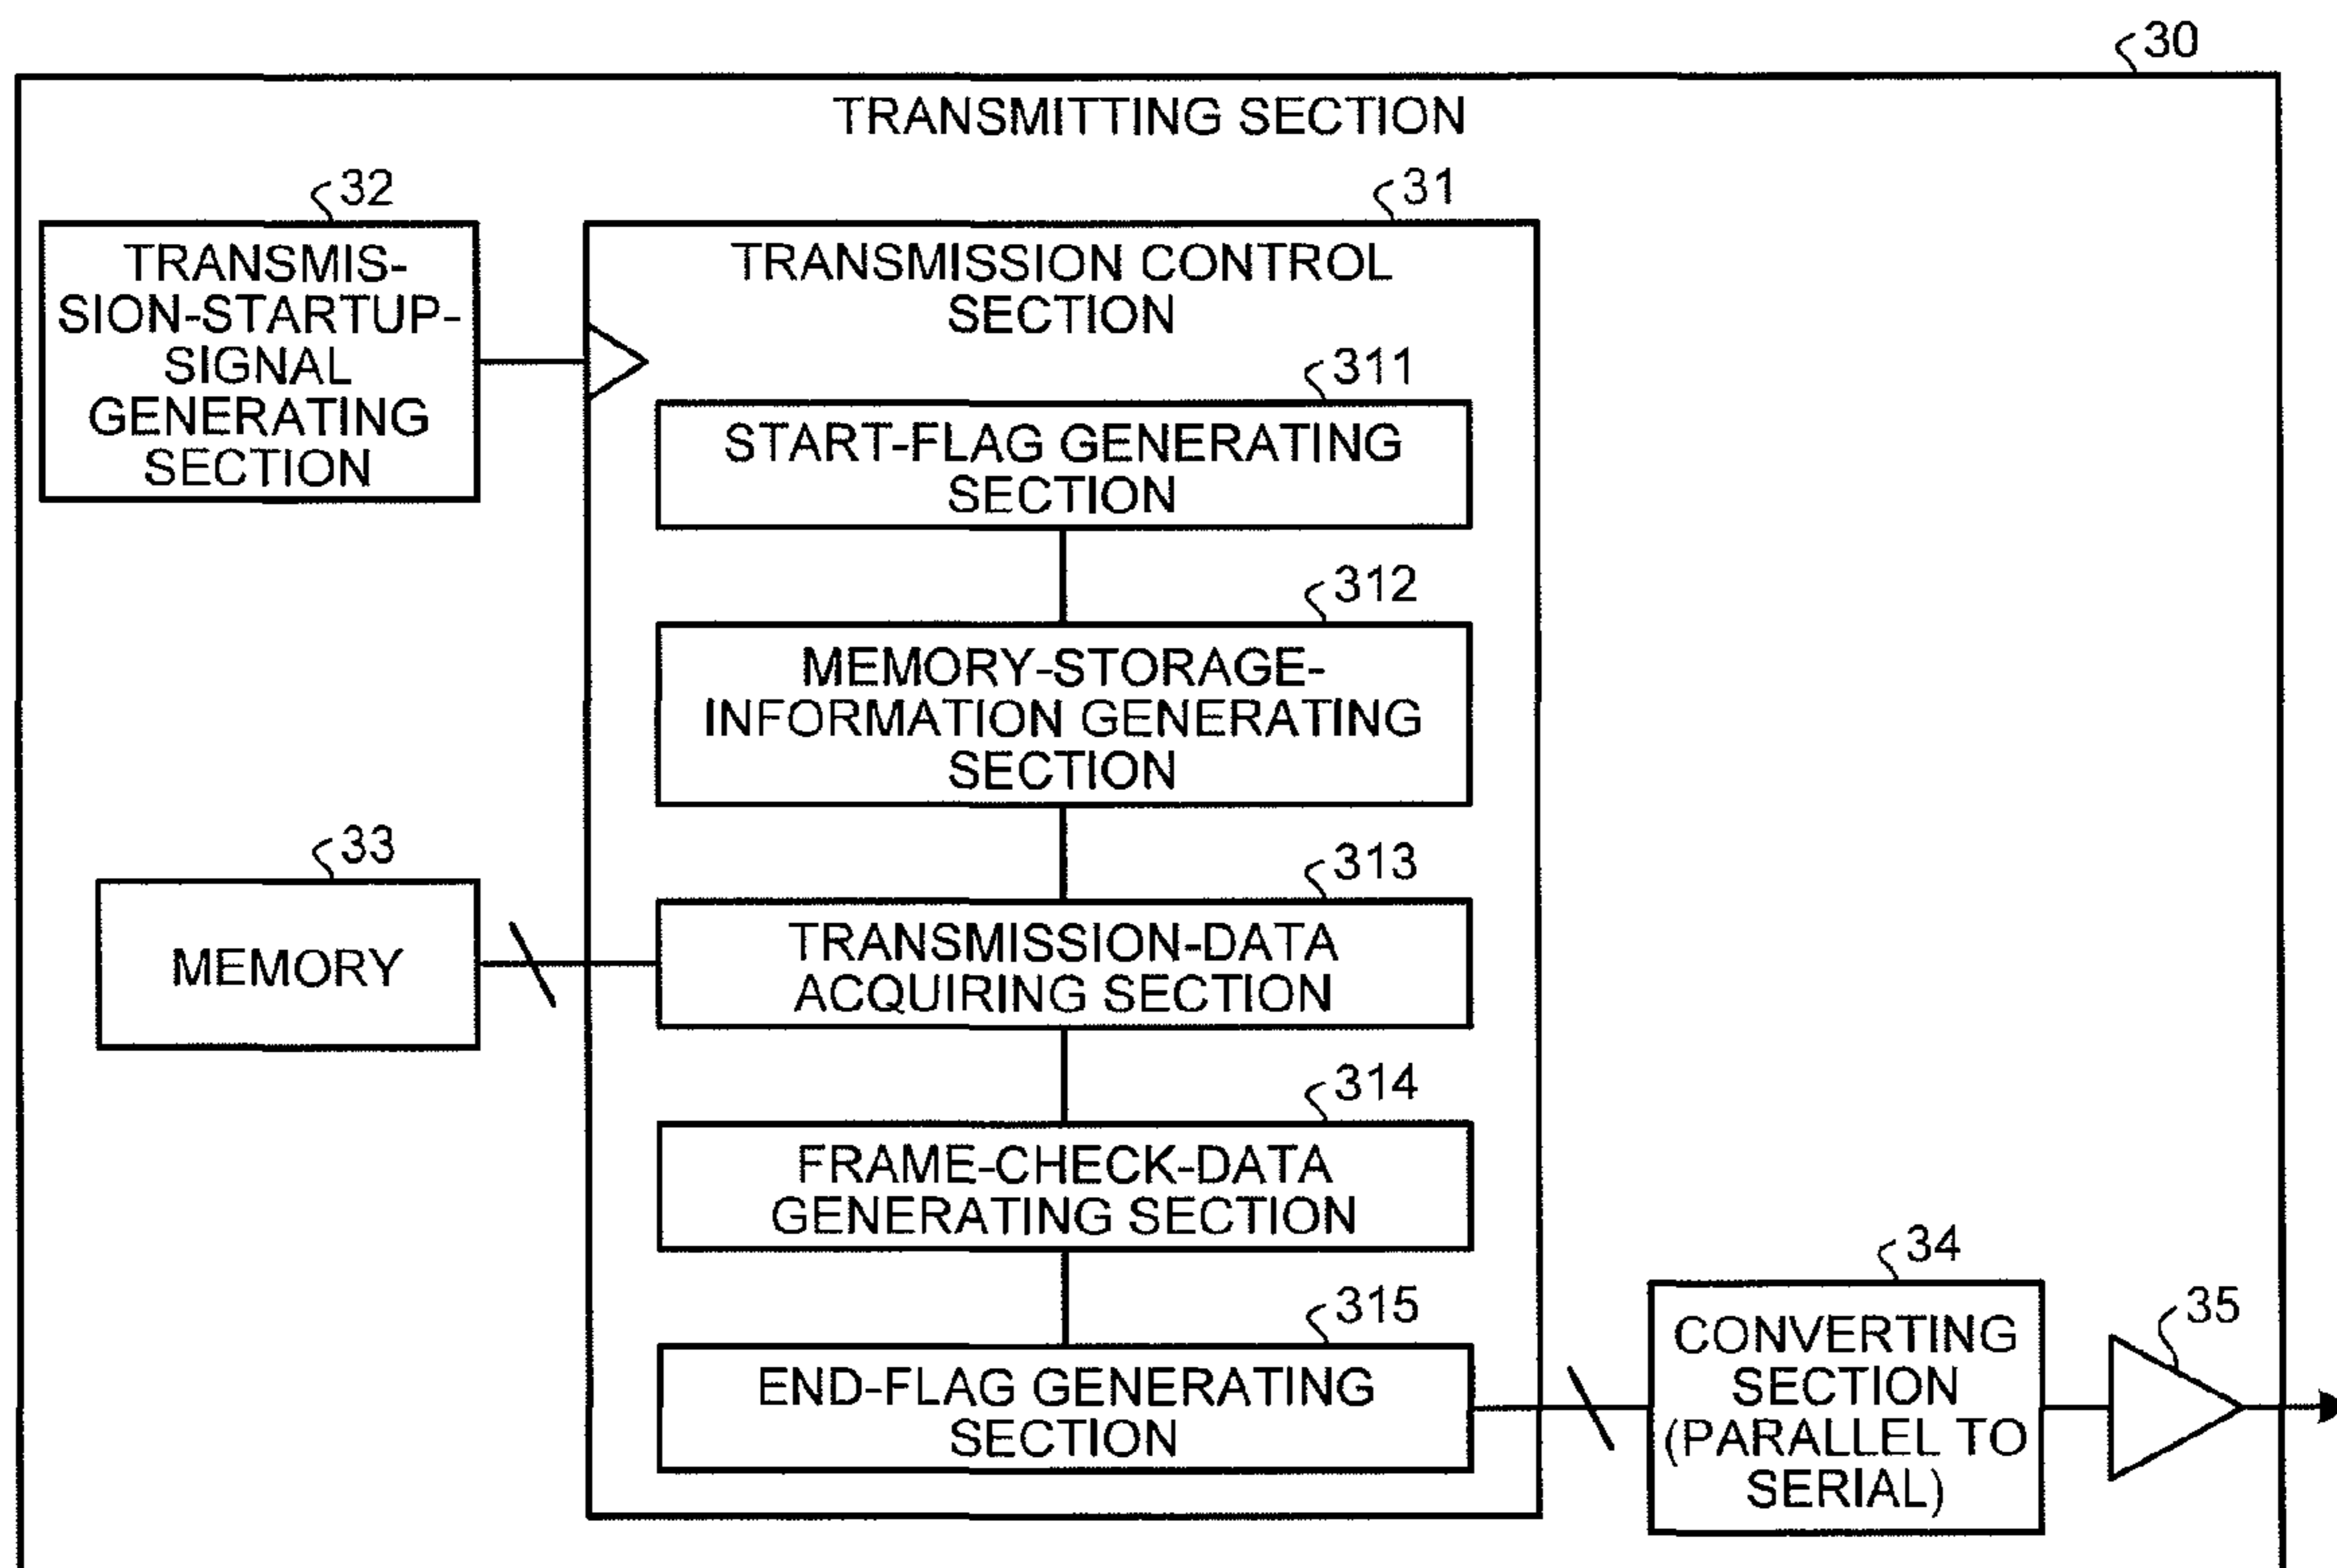 30
TRANSMITTING SECTION
32
TRANSMIS-
SION-STARTUP-
SIGNAL
GENERATING
SECTION
31
TRANSMISSION CONTROL
SECTION
311
START-FLAG GENERATING
SECTION
312
MEMORY-STORAGE-
INFORMATION GENERATING
SECTION
33
MEMORY
313
TRANSMISSION-DATA
ACQUIRING SECTION
314
FRAME-CHECK-DATA
GENERATING SECTION
315
END-FLAG GENERATING
SECTION
34
CONVERTING
SECTION
(PARALLEL TO
SERIAL)
35